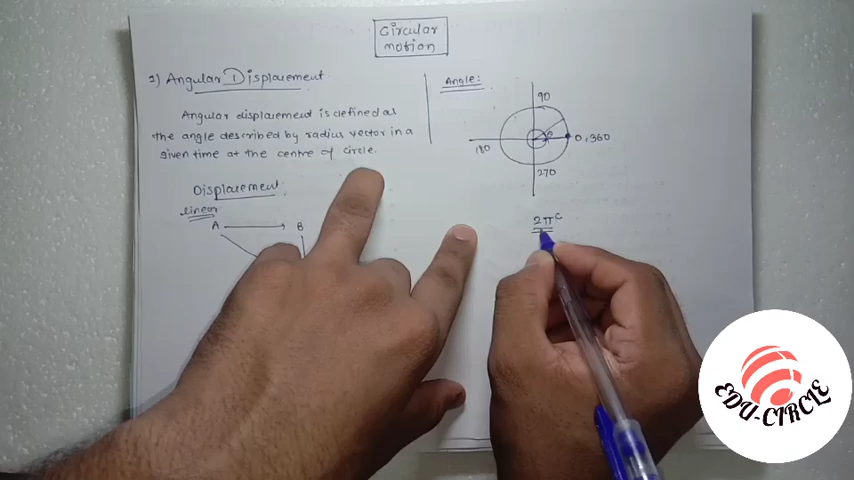 Circular
motion
1) Angular Displacement
Angular displacement is defined as
the angle described by radius vector in a
given time at the centre of circle.
Displacement:
linear
A B
Angle:
90
θ
0,360
180
270
2πᶜ
EDU-CIRCLE